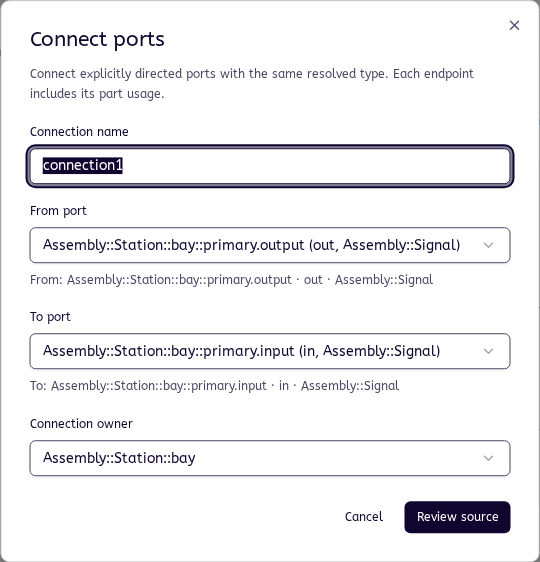 Connect ports
Connect explicitly directed ports with the same resolved type. Each endpoint
includes its part usage.
Connection name
connection1
From port
Assembly::Station::bay::primary.output (out, Assembly::Signal)
From: Assembly::Station::bay::primary.output · out · Assembly::Signal
To port
Assembly::Station::bay::primary.input (in, Assembly::Signal)
To: Assembly::Station::bay::primary.input · in · Assembly::Signal
Connection owner
Assembly::Station::bay
Cancel
Review source